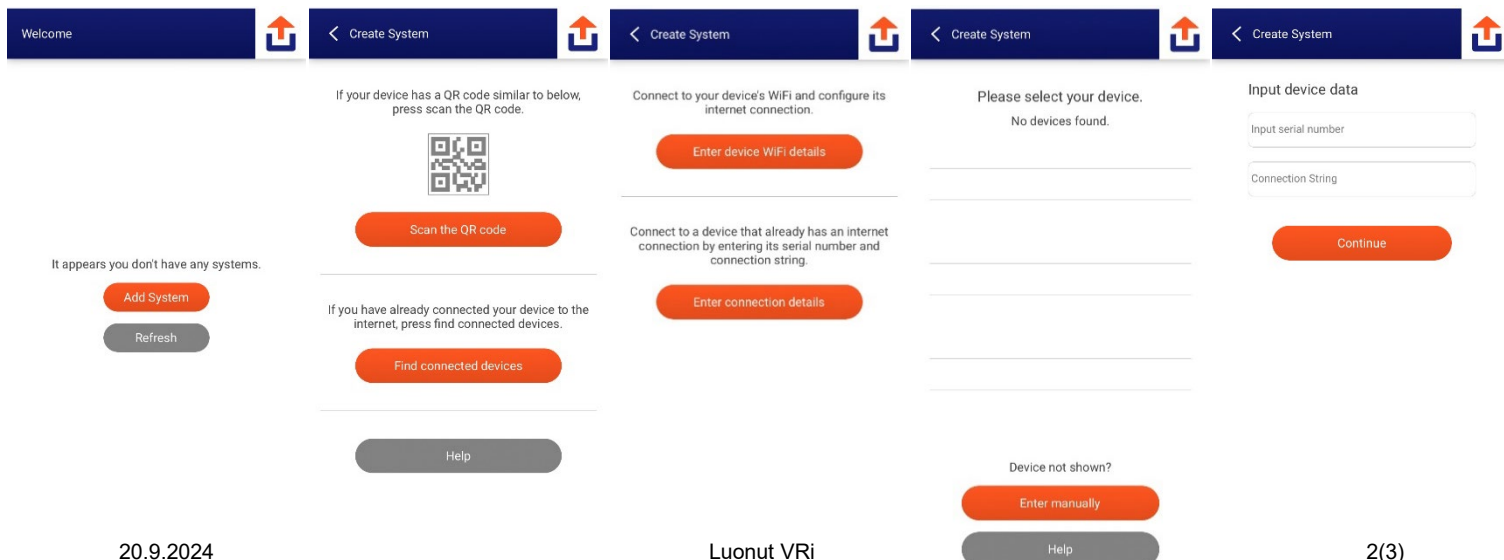 Welcome
It appears you don't have any systems.
Add System
Refresh
Create System
If your device has a QR code similar to below,
press scan the QR code.
Scan the QR code
If you have already connected your device to the
internet, press find connected devices.
Find connected devices
Help
Create System
Connect to your device's WiFi and configure its
internet connection.
Enter device WiFi details
Connect to a device that already has an internet
connection by entering its serial number and
connection string.
Enter connection details
Create System
Please select your device.
No devices found.
Device not shown?
Enter manually
Help
Create System
Input device data
Input serial number
Connection String
Continue
20.9.2024
Luonut VRi
2(3)